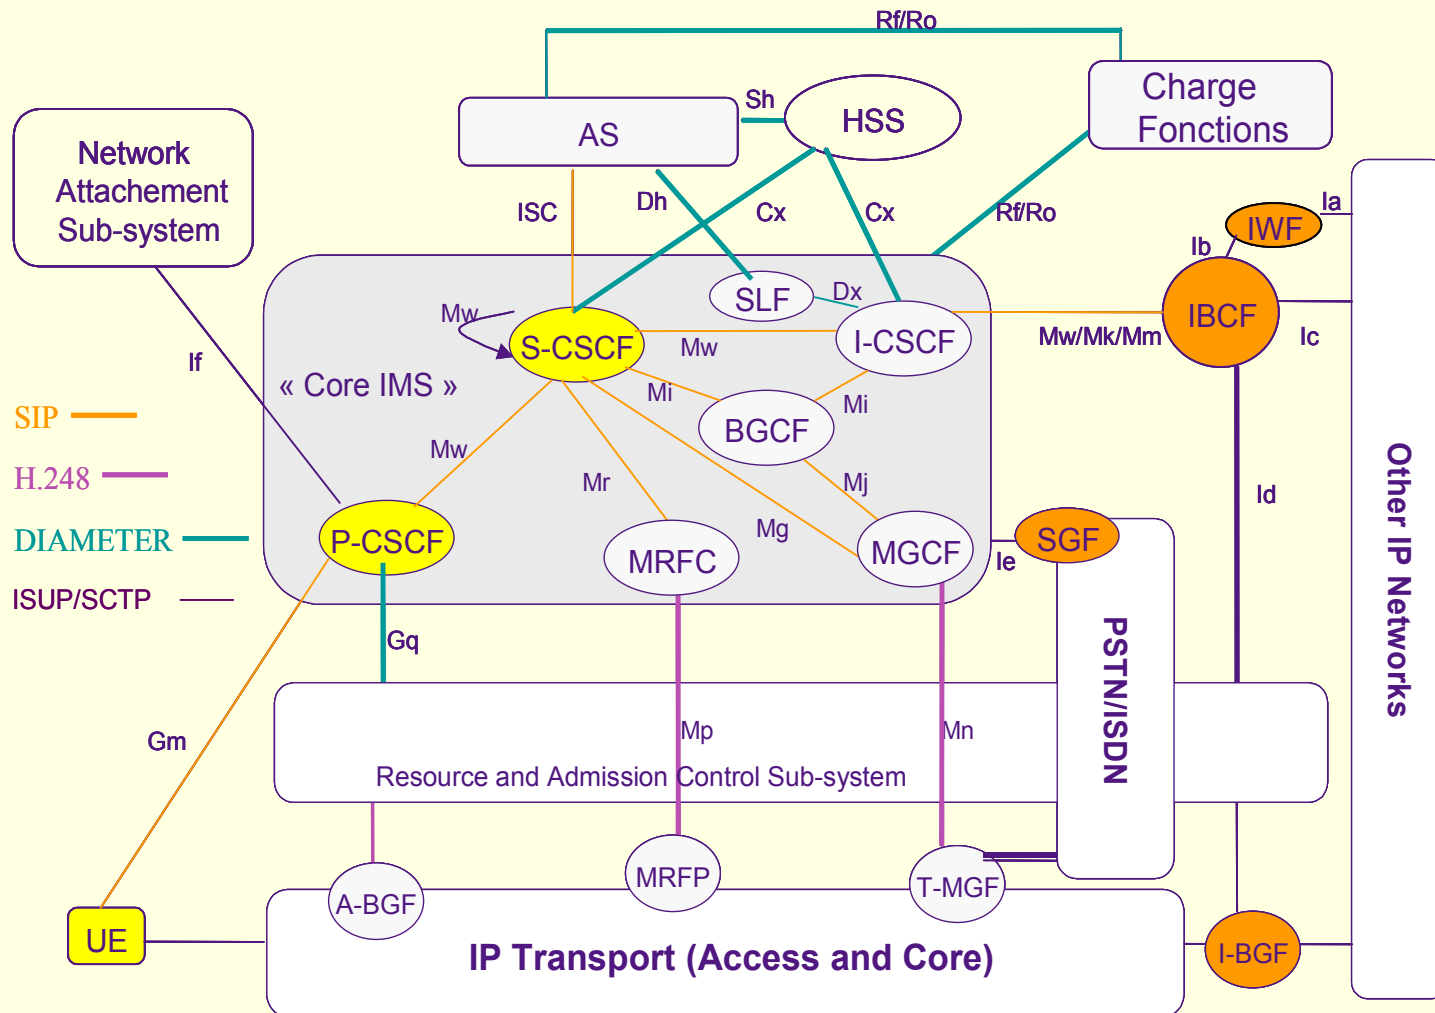 Rf/Ro
Charge
Fonctions
Sh
HSS
AS
Network
Attachement
Sub-system
ISC
Dh
Cx
Cx
Rf/Ro
Ia
IWF
Ib
SLF
Dx
IBCF
Mw
S-CSCF
Mw
I-CSCF
Mw/Mk/Mm
Ic
If
« Core IMS »
Mi
Mi
BGCF
SIP
Mw
Mr
Mj
H.248
Id
Other IP Networks
Mg
DIAMETER
P-CSCF
MRFC
MGCF
Ie
SGF
ISUP/SCTP
Gq
PSTN/ISDN
Gm
Mp
Mn
Resource and Admission Control Sub-system
MRFP
A-BGF
T-MGF
UE
IP Transport (Access and Core)
I-BGF